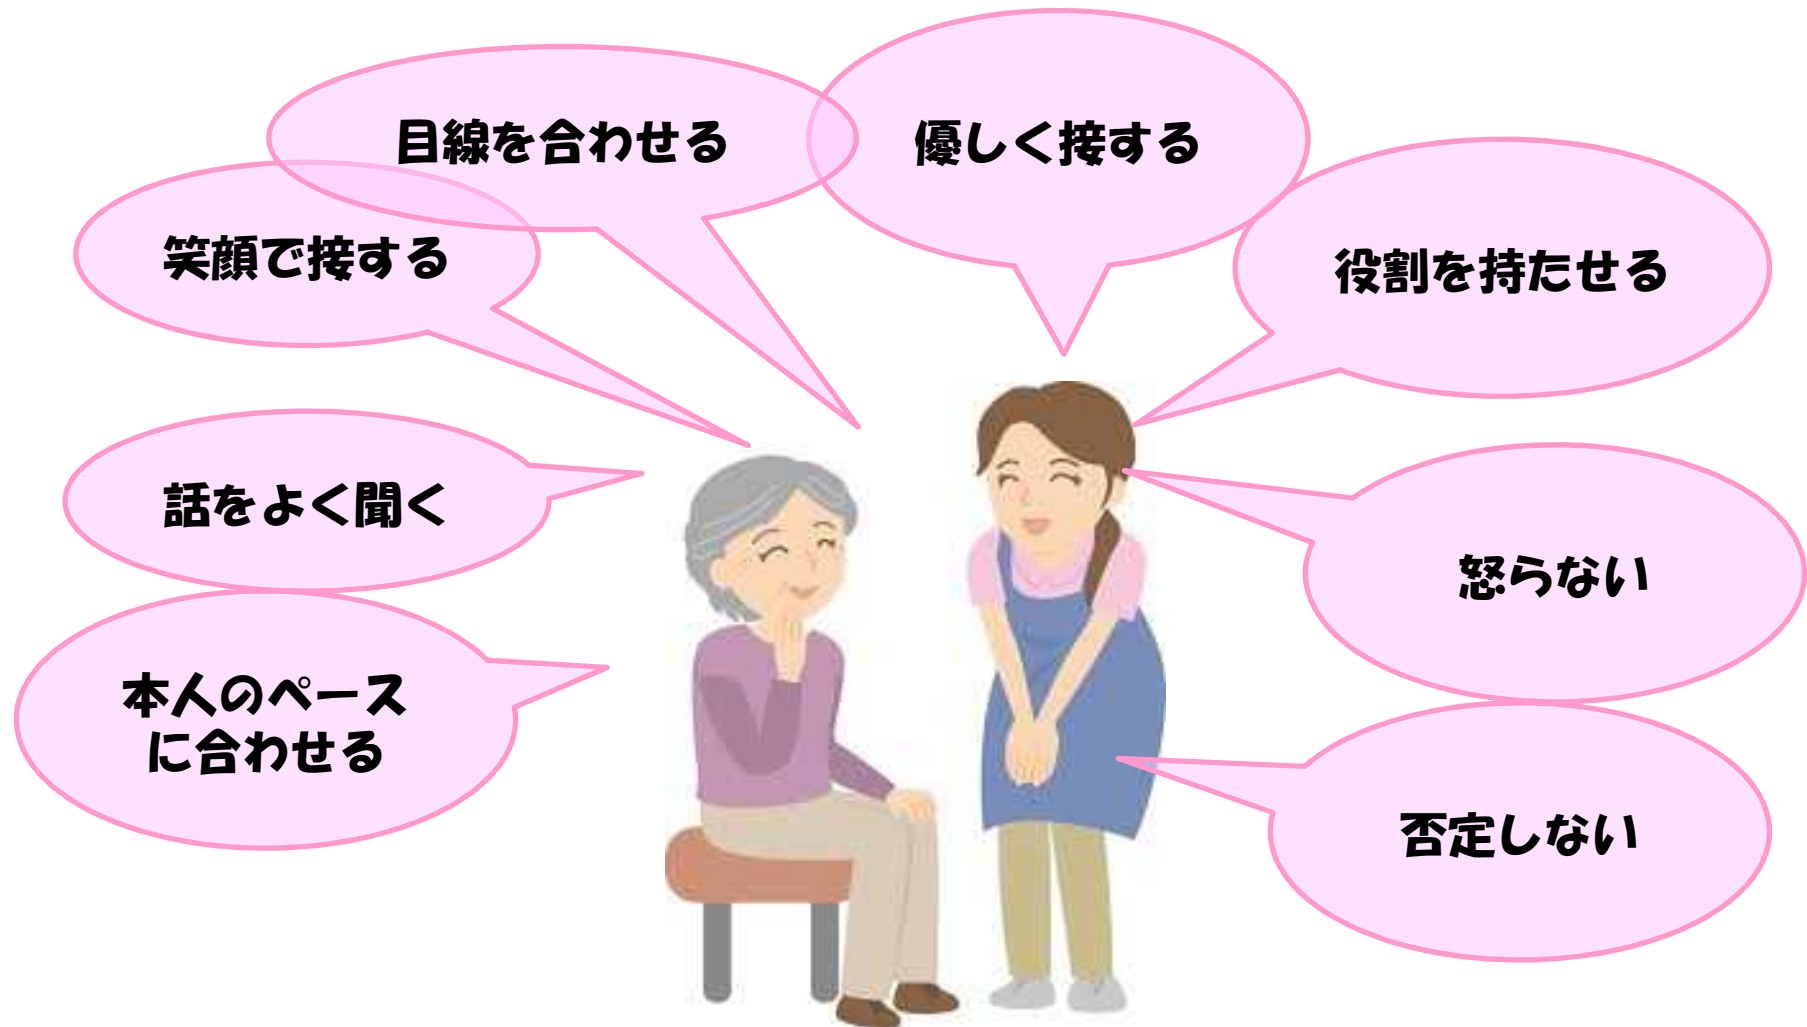 目線を合わせる
優しく接する
笑顔で接する
役割を持たせる
話をよく聞く
怒らない
本人のペース
に合わせる
否定しない